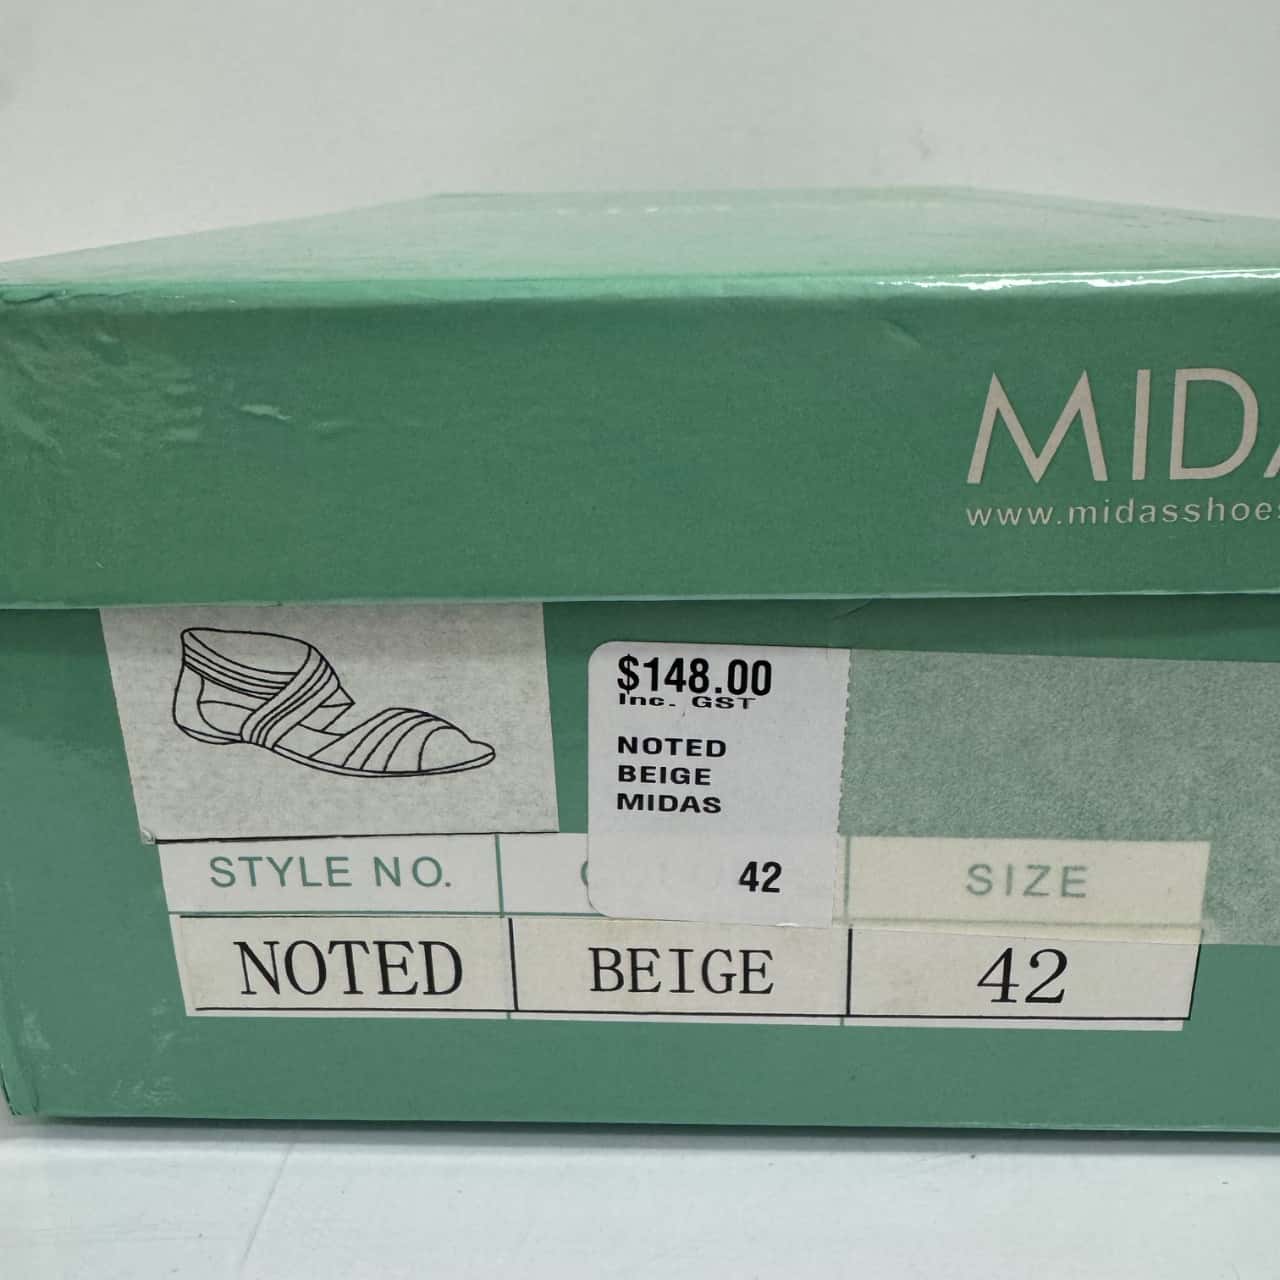 MIDA
www.midasshoes
$148.00
Inc. GST
NOTED
BEIGE
MIDAS
42
STYLE NO.
SIZE
NOTED
BEIGE
42